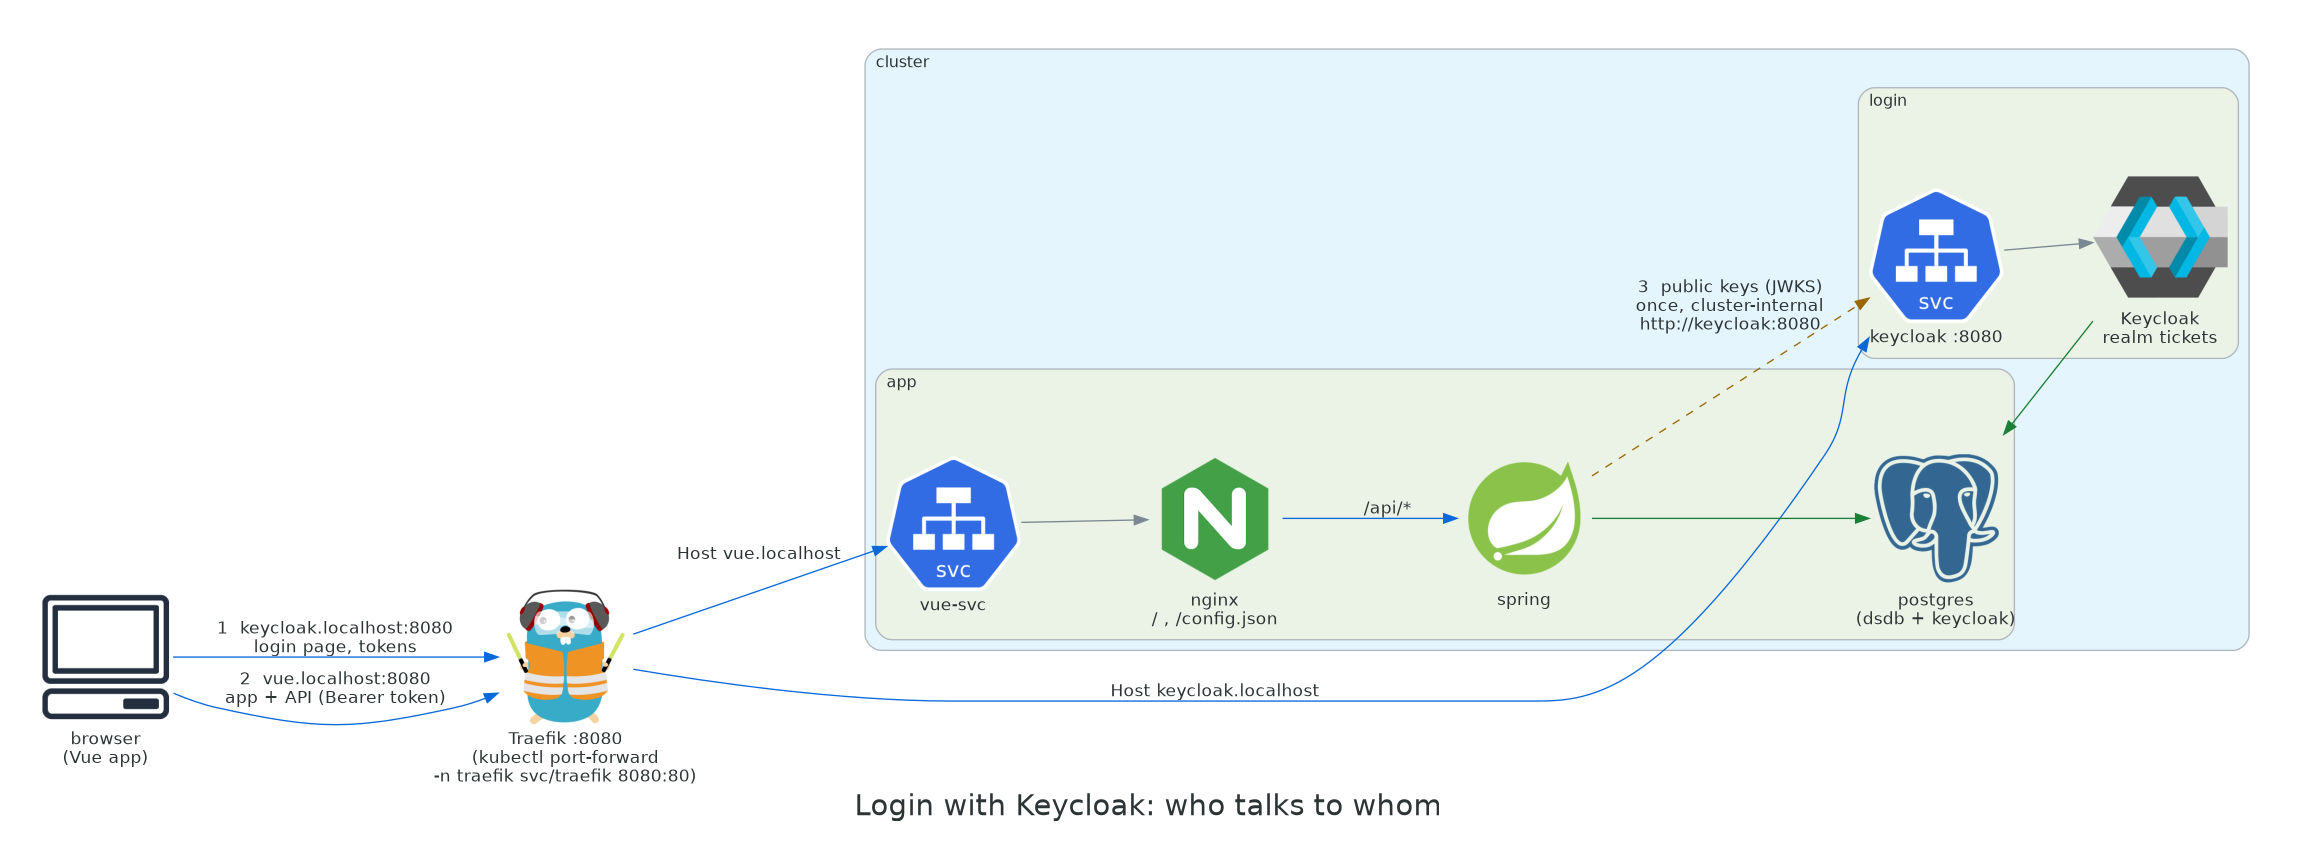 cluster
login
svc
keycloak :8080
Keycloak
realm tickets
3  public keys (JWKS)
once, cluster-internal
http://keycloak:8080
app
svc
vue-svc
nginx
/ , /config.json
/api/*
spring
postgres
(dsdb + keycloak)
Host vue.localhost
1  keycloak.localhost:8080
login page, tokens
2  vue.localhost:8080
app + API (Bearer token)
browser
(Vue app)
Traefik :8080
(kubectl port-forward
-n traefik svc/traefik 8080:80)
Host keycloak.localhost
Login with Keycloak: who talks to whom